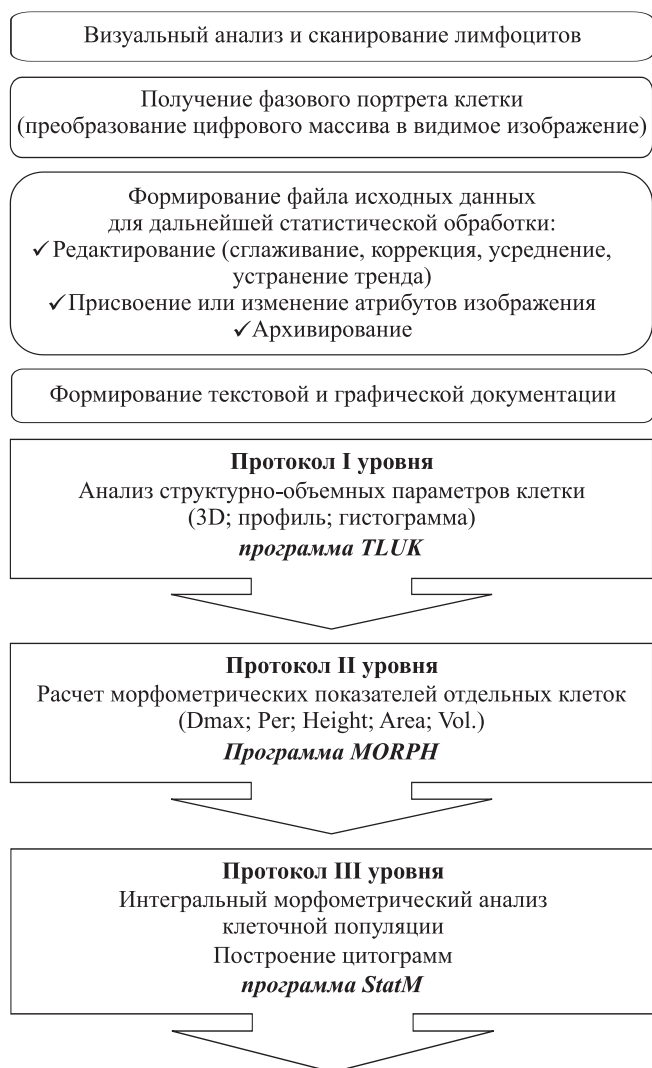 Визуальный анализ и сканирование лимфоцитов
Получение фазового портрета клетки
(преобразование цифрового массива в видимое изображение)
Формирование файла исходных данных
для дальнейшей статистической обработки:
✓Редактирование (сглаживание, коррекция, усреднение,
устранение тренда)
✓Присвоение или изменение атрибутов изображения
✓Архивирование
Формирование текстовой и графической документации
Протокол I уровня
Анализ структурно-объемных параметров клетки
(3D; профиль; гистограмма)
программа TLUK
Протокол II уровня
Расчет морфометрических показателей отдельных клеток
(Dmax; Per; Height; Area; Vol.)
Программа MORPH
Протокол III уровня
Интегральный морфометрический анализ
клеточной популяции
Построение цитограмм
программа StatM